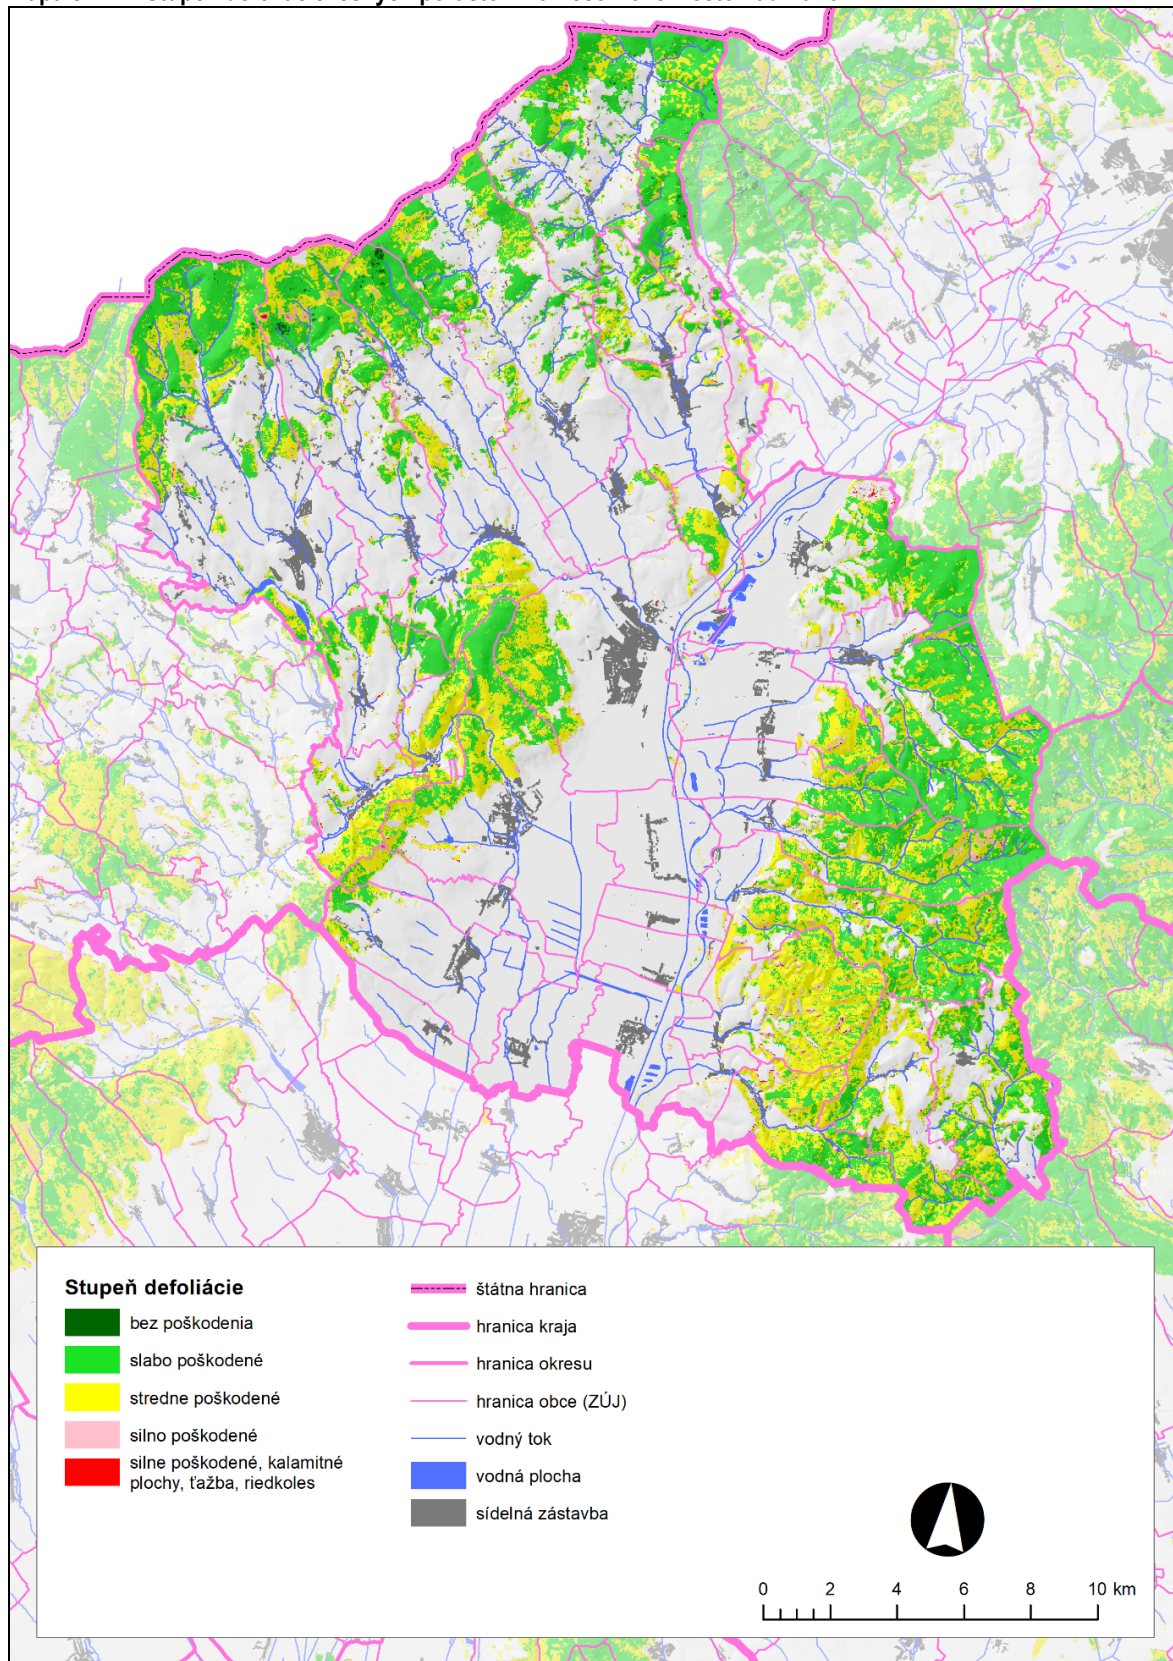 Stupeň defoliácie
bez poškodenia
slabo poškodené
stredne poškodené
silno poškodené
silne poškodené, kalamitné
plochy, ťažba, riedkoles
štátna hranica
hranica kraja
hranica okresu
hranica obce (ZÚJ)
vodný tok
vodná plocha
sídelná zástavba
0 2 4 6 8 10 km